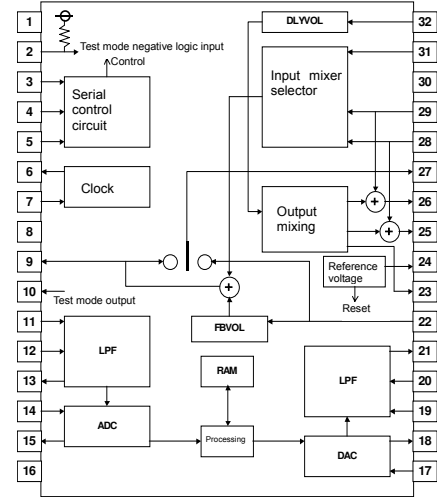 1
2
3
4
5
6
7
8
9
10
11
12
13
14
15
16
Test mode negative logic input
Control
Serial
control
circuit
Clock
Test mode output
LPF
ADC
DLYVOL
Input mixer
selector
Output
mixing
+
+
+
Reference
voltage
Reset
FBVOL
RAM
Processing
LPF
DAC
32
31
30
29
28
27
26
25
24
23
22
21
20
19
18
17